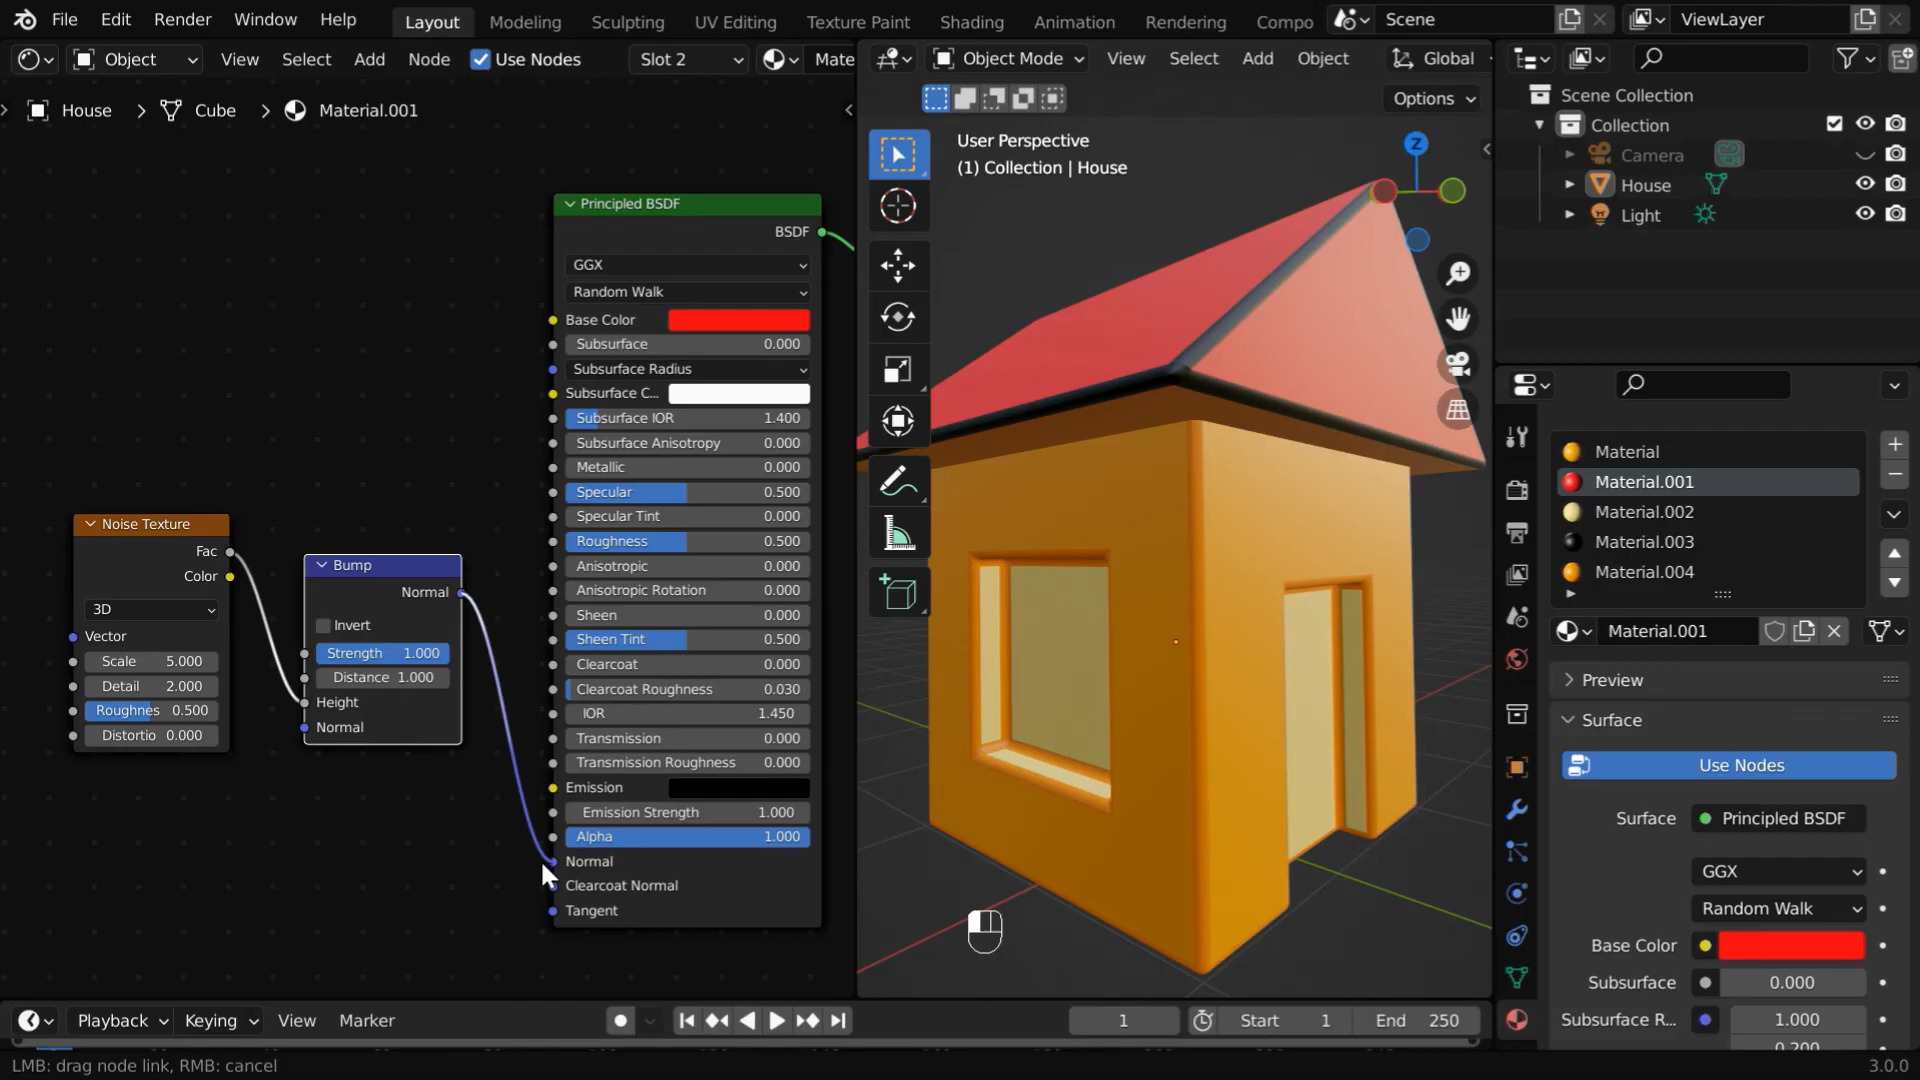 File Edit Render Window Help Layout Modeling Sculpting UV Editing Texture Paint Shading Animation Rendering Compo Scene ViewLayer
Object View Select Add Node Use Nodes Slot 2 Mate
Object Mode View Select Add Object Global
Options
House > Cube > Material.001
User Perspective
(1) Collection | House
Z
Scene Collection
Collection
Camera
House
Light
Noise Texture
Fac
Color
3D
Vector
Scale 5.000
Detail 2.000
Roughnes 0.500
Distortio 0.000
Bump
Normal
Invert
Strength 1.000
Distance 1.000
Height
Normal
Principled BSDF
BSDF
GGX
Random Walk
Base Color
Subsurface 0.000
Subsurface Radius
Subsurface C...
Subsurface IOR 1.400
Subsurface Anisotropy 0.000
Metallic 0.000
Specular 0.500
Specular Tint 0.000
Roughness 0.500
Anisotropic 0.000
Anisotropic Rotation 0.000
Sheen 0.000
Sheen Tint 0.500
Clearcoat 0.000
Clearcoat Roughness 0.030
IOR 1.450
Transmission 0.000
Transmission Roughness 0.000
Emission
Emission Strength 1.000
Alpha 1.000
Normal
Clearcoat Normal
Tangent
Material
Material.001
Material.002
Material.003
Material.004
Material.001
Preview
Surface
Use Nodes
Surface Principled BSDF
GGX
Random Walk
Base Color
Subsurface 0.000
Subsurface R... 1.000
0.200
Playback Keying View Marker 1 Start 1 End 250
LMB: drag node link, RMB: cancel
3.0.0